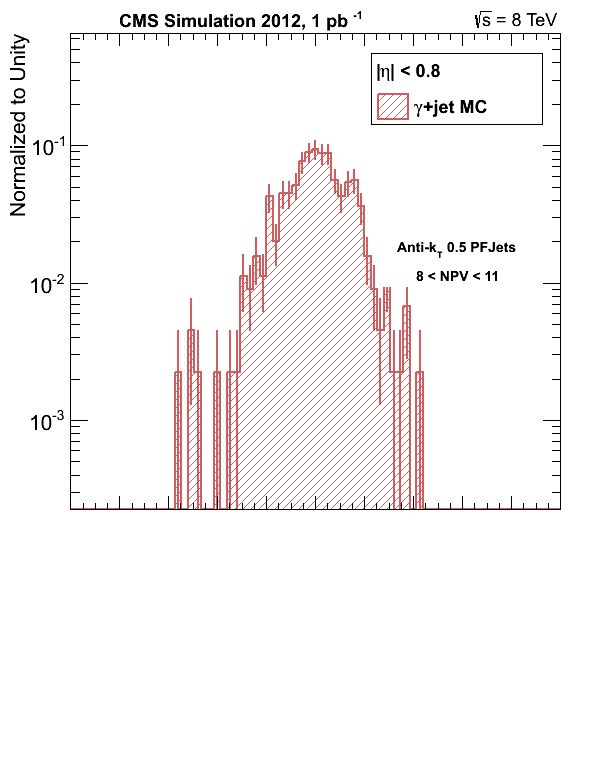 CMS Simulation 2012, 1 pb⁻¹ √s = 8 TeV
Normalized to Unity
|η| < 0.8
γ+jet MC
10⁻¹
Anti-k_T 0.5 PFJets
8 < NPV < 11
10⁻²
10⁻³